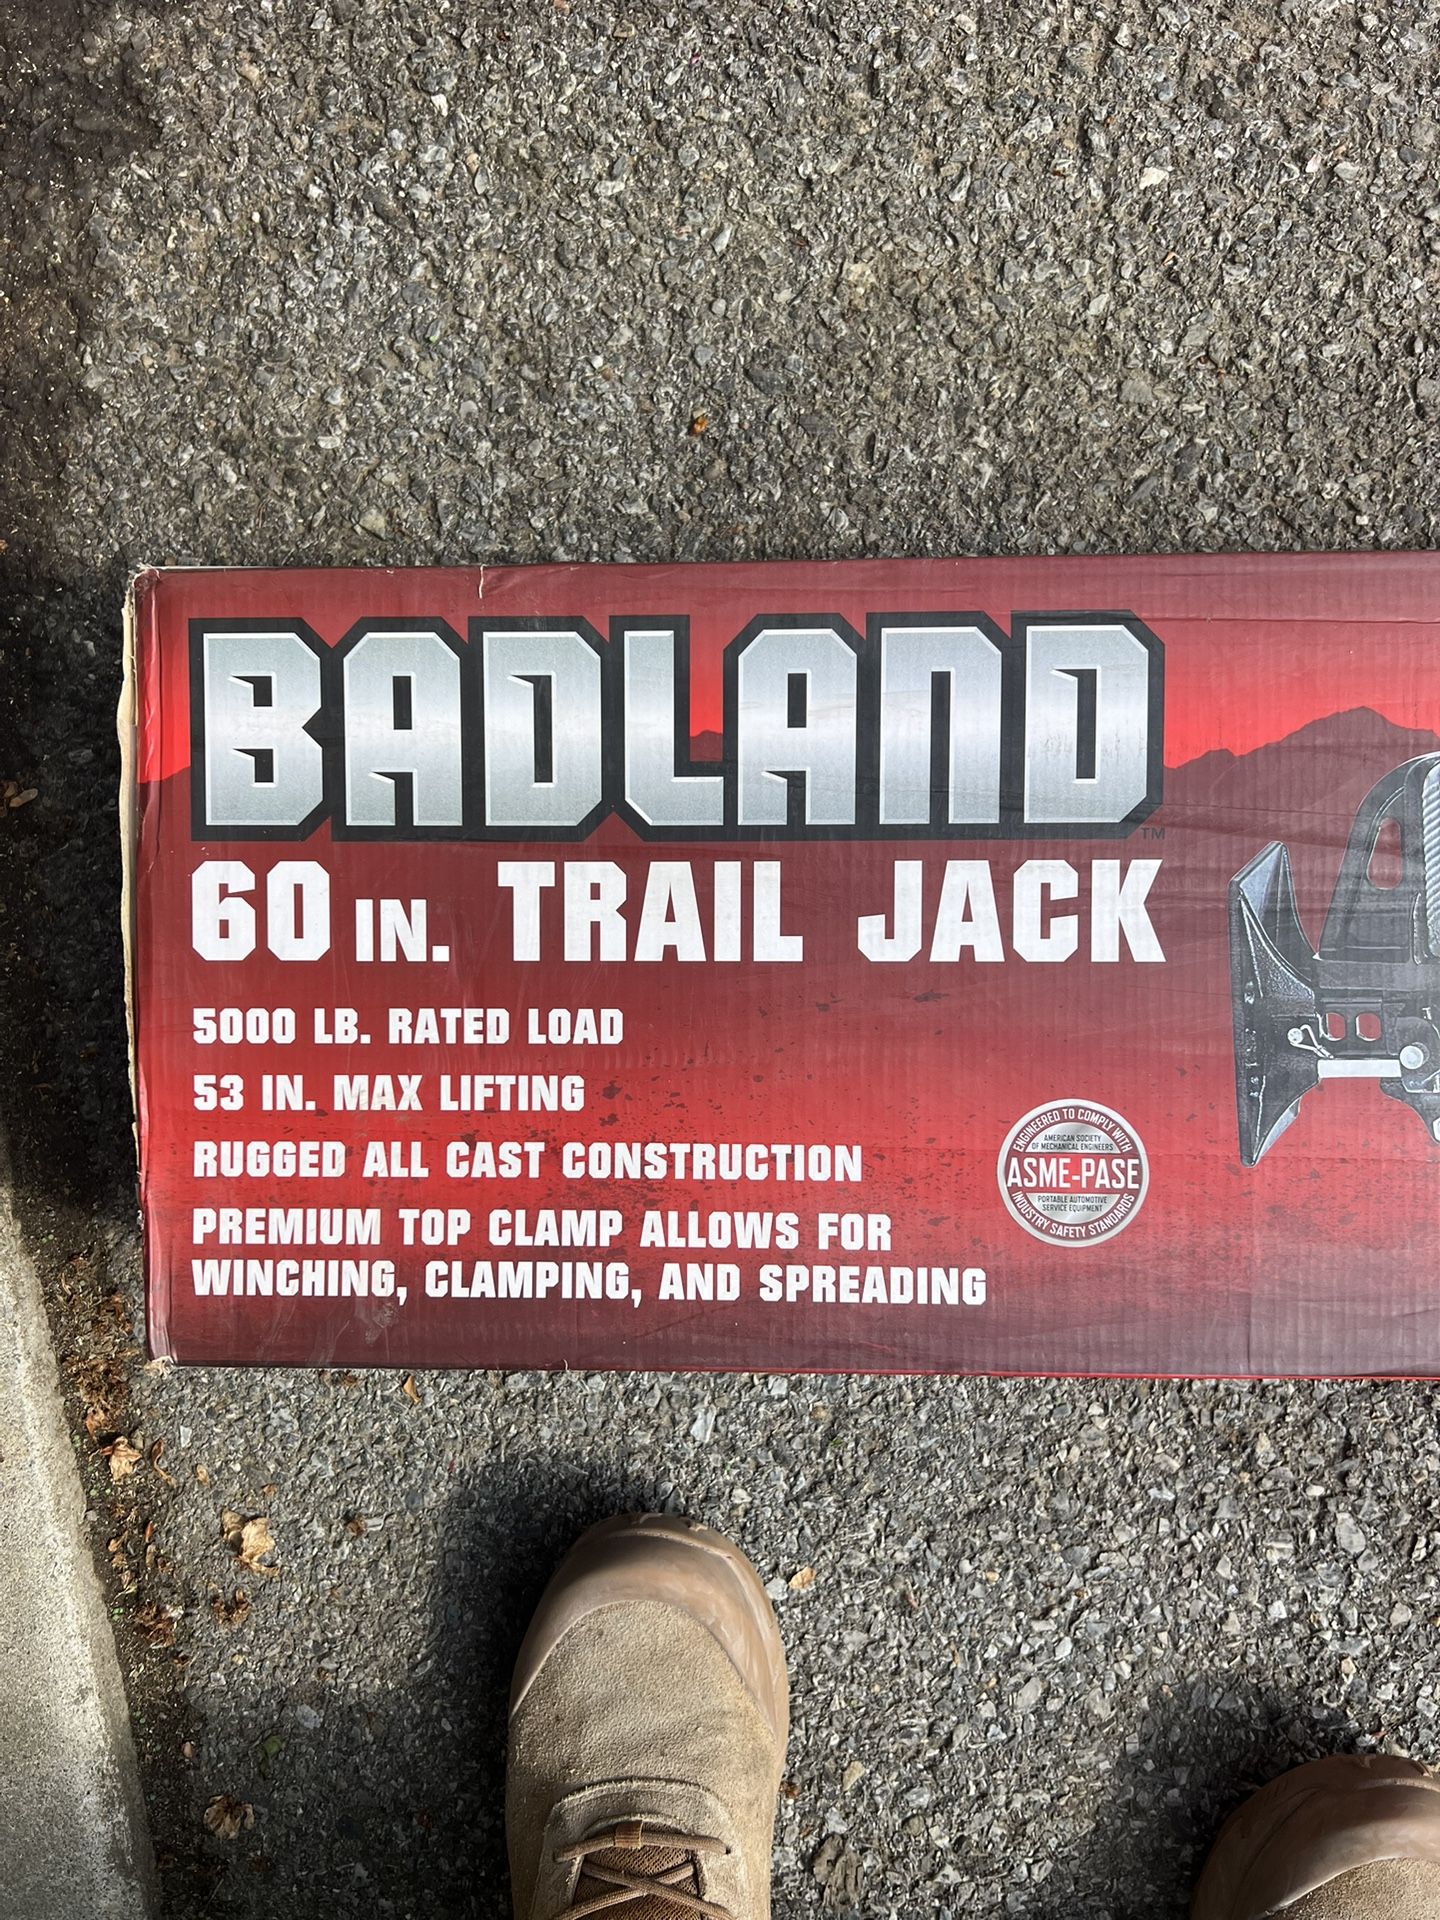 BADLAND™
60 IN. TRAIL JACK
5000 LB. RATED LOAD
53 IN. MAX LIFTING
RUGGED ALL CAST CONSTRUCTION
PREMIUM TOP CLAMP ALLOWS FOR
WINCHING, CLAMPING, AND SPREADING
ENGINEERED TO COMPLY WITH
AMERICAN SOCIETY
OF MECHANICAL ENGINEERS
ASME-PASE
PORTABLE AUTOMOTIVE
SERVICE EQUIPMENT
INDUSTRY SAFETY STANDARDS